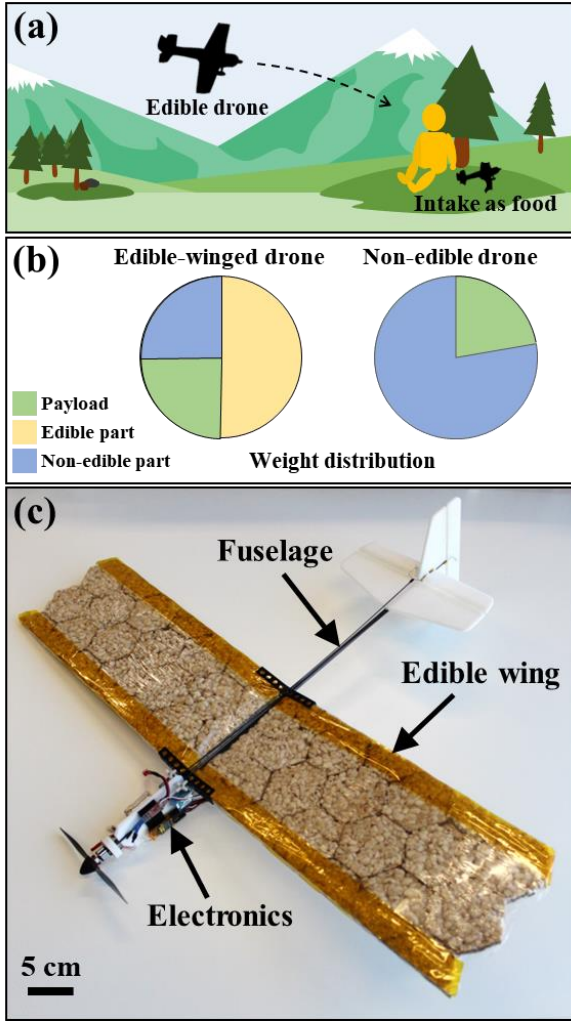 (a)
Edible drone
Intake as food
(b)
Edible-winged drone
Non-edible drone
Payload
Edible part
Non-edible part
Weight distribution
(c)
Fuselage
Edible wing
Electronics
5 cm